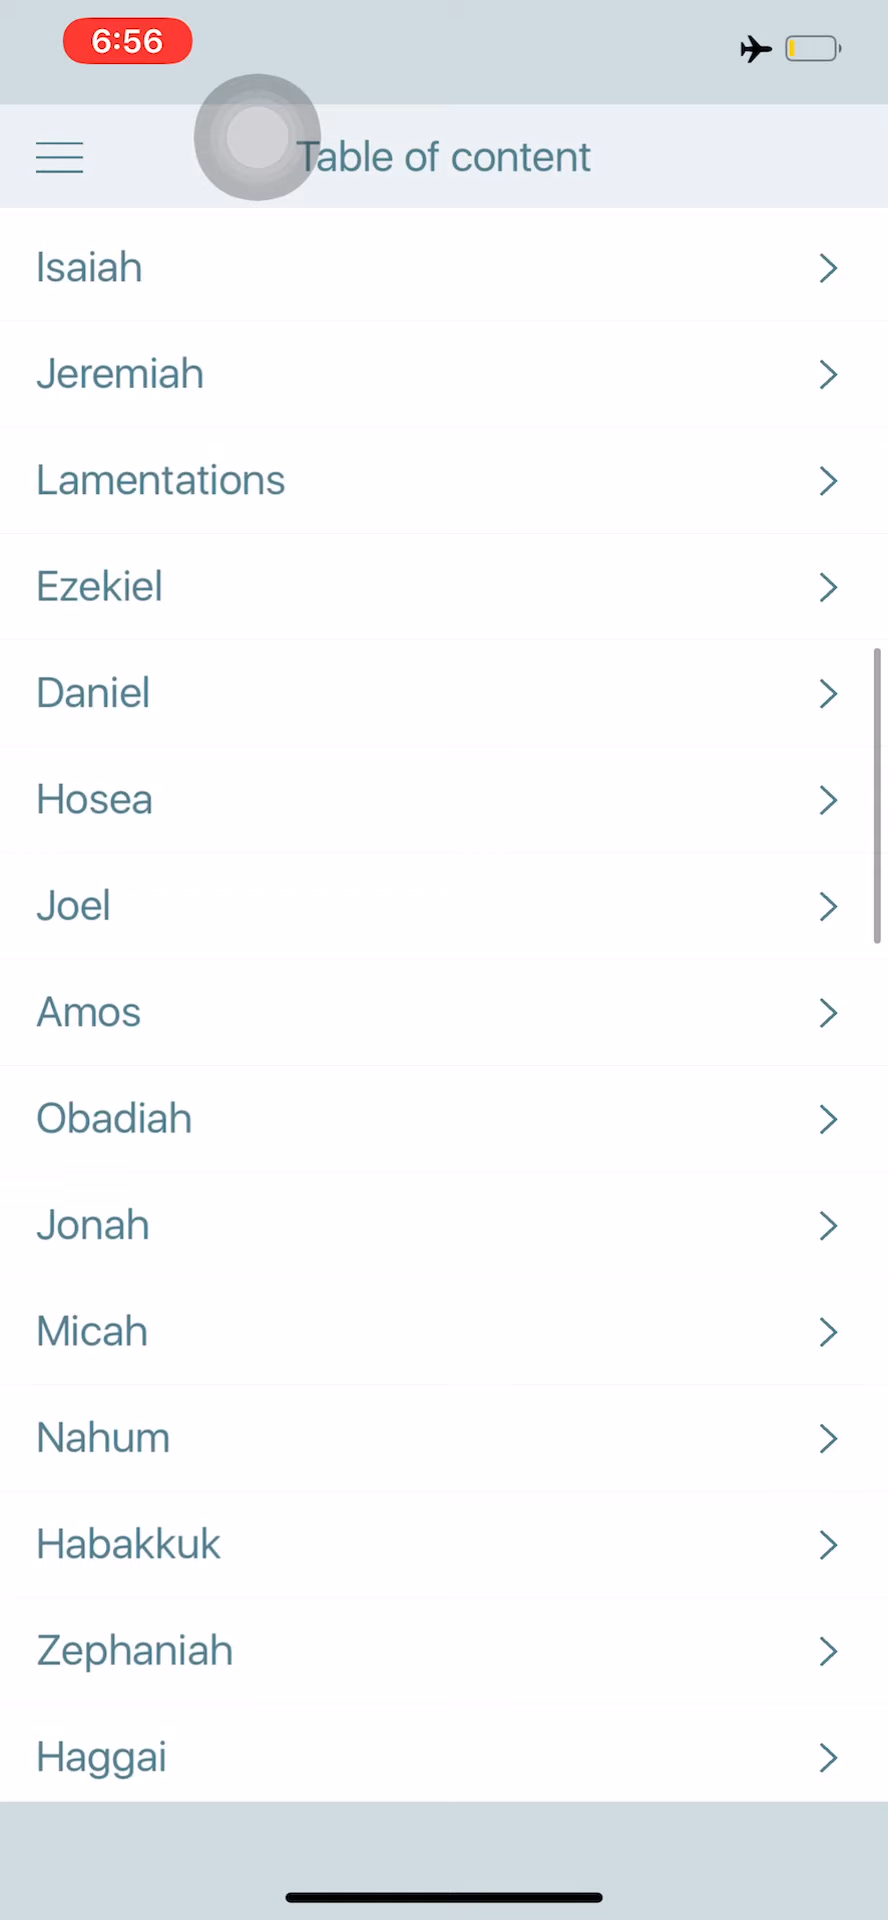 6:56
Table of content
Isaiah
Jeremiah
Lamentations
Ezekiel
Daniel
Hosea
Joel
Amos
Obadiah
Jonah
Micah
Nahum
Habakkuk
Zephaniah
Haggai